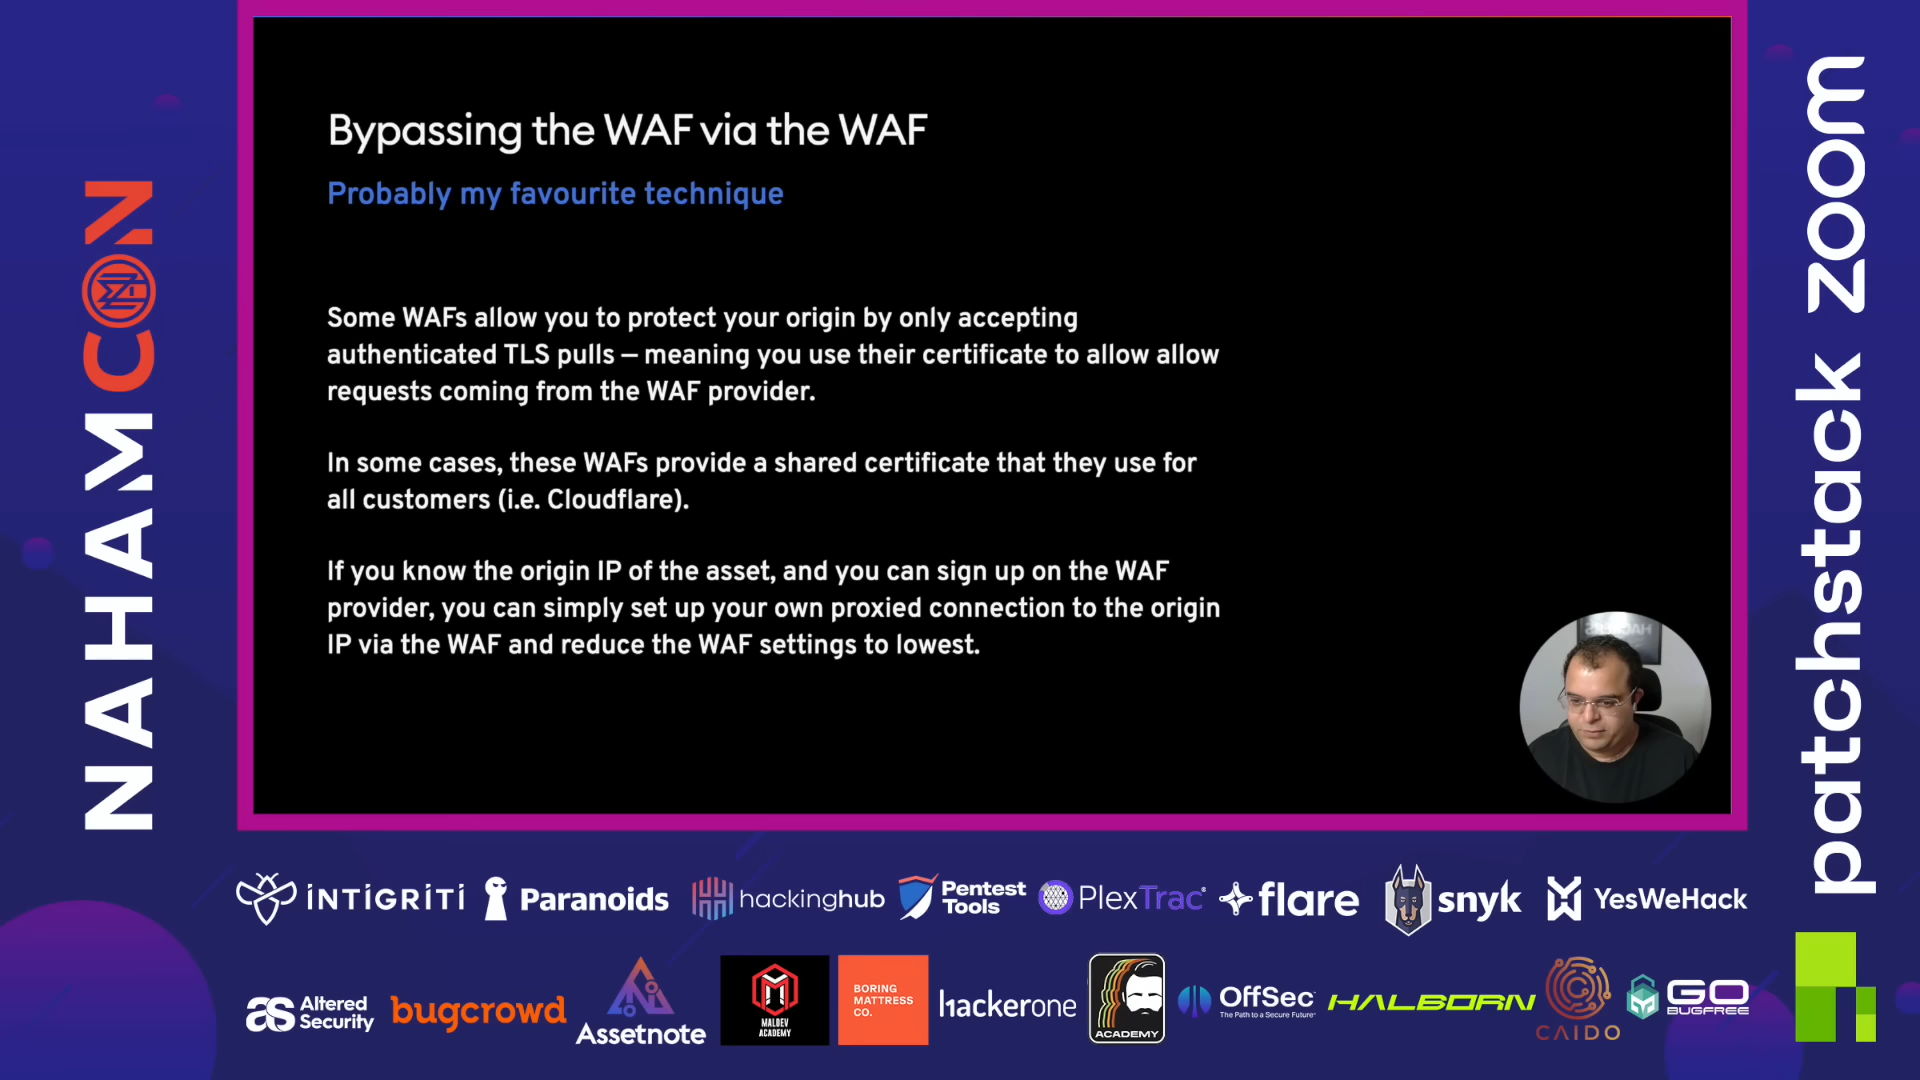 Bypassing the WAF via the WAF
Probably my favourite technique
Some WAFs allow you to protect your origin by only accepting
authenticated TLS pulls — meaning you use their certificate to allow allow
requests coming from the WAF provider.
In some cases, these WAFs provide a shared certificate that they use for
all customers (i.e. Cloudflare).
If you know the origin IP of the asset, and you can sign up on the WAF
provider, you can simply set up your own proxied connection to the origin
IP via the WAF and reduce the WAF settings to lowest.
NAHAMCON
patchstack zoom
HACKERS
INTIGRITI
Paranoids
hackinghub
Pentest
Tools
PlexTrac
flare
snyk
YesWeHack
Altered
Security
bugcrowd
Assetnote
MALDEV
ACADEMY
BORING
MATTRESS
CO.
hackerone
ACADEMY
OffSec
The Path to a Secure Future
HALBORN
CAIDO
GO
BUGFREE